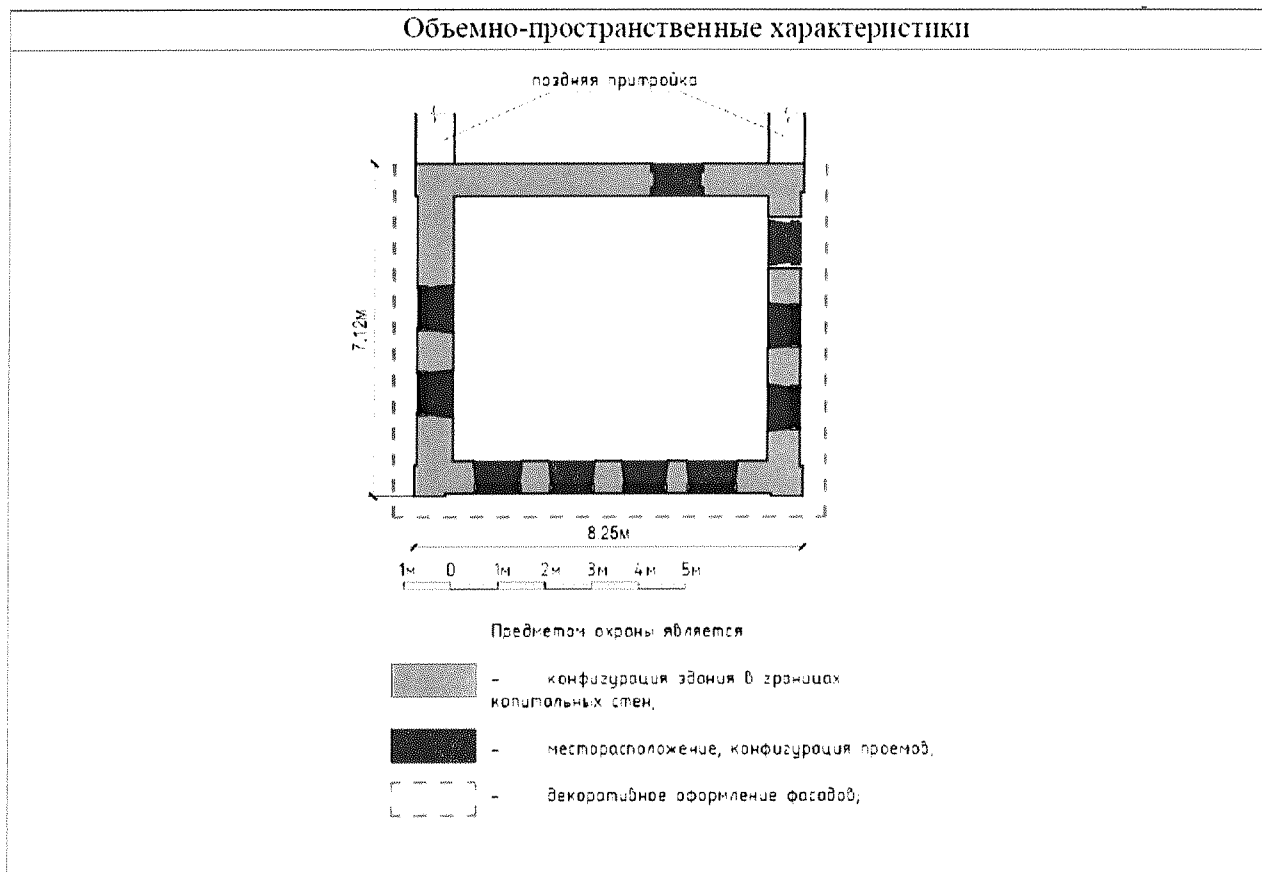 Объемно-пространственные характеристики
поздняя притройка
7.12м
8.25м
1м 0 1м 2м 3м 4м 5м
Предметом охраны является
- конфигурация здания в границах
капитальных стен;
- месторасположение, конфигурация проемов;
- декоративное оформление фасадов;